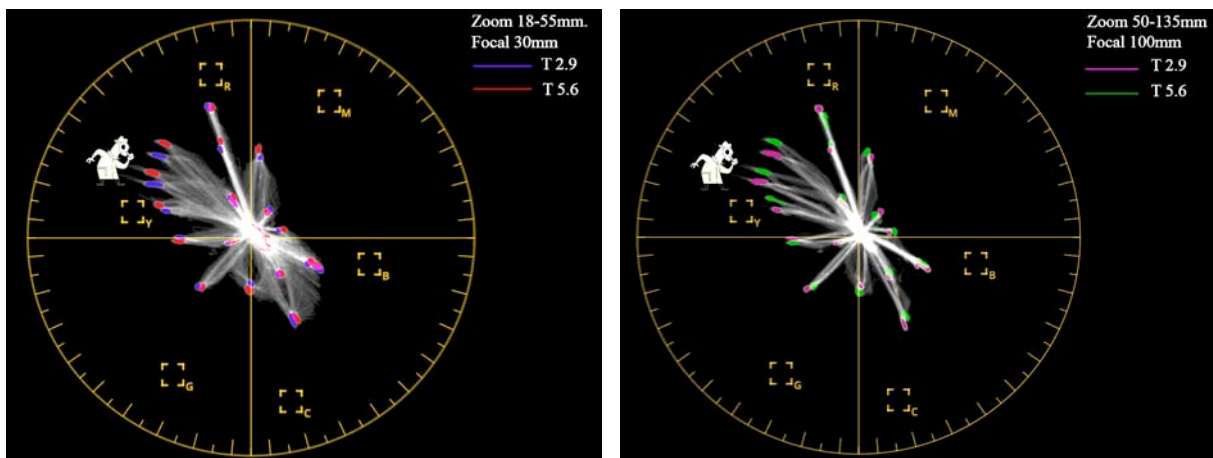 Zoom 18-55mm.
Focal 30mm
T 2.9
T 5.6
R
M
Y
B
G
C
Zoom 50-135mm
Focal 100mm
T 2.9
T 5.6
R
M
Y
B
G
C